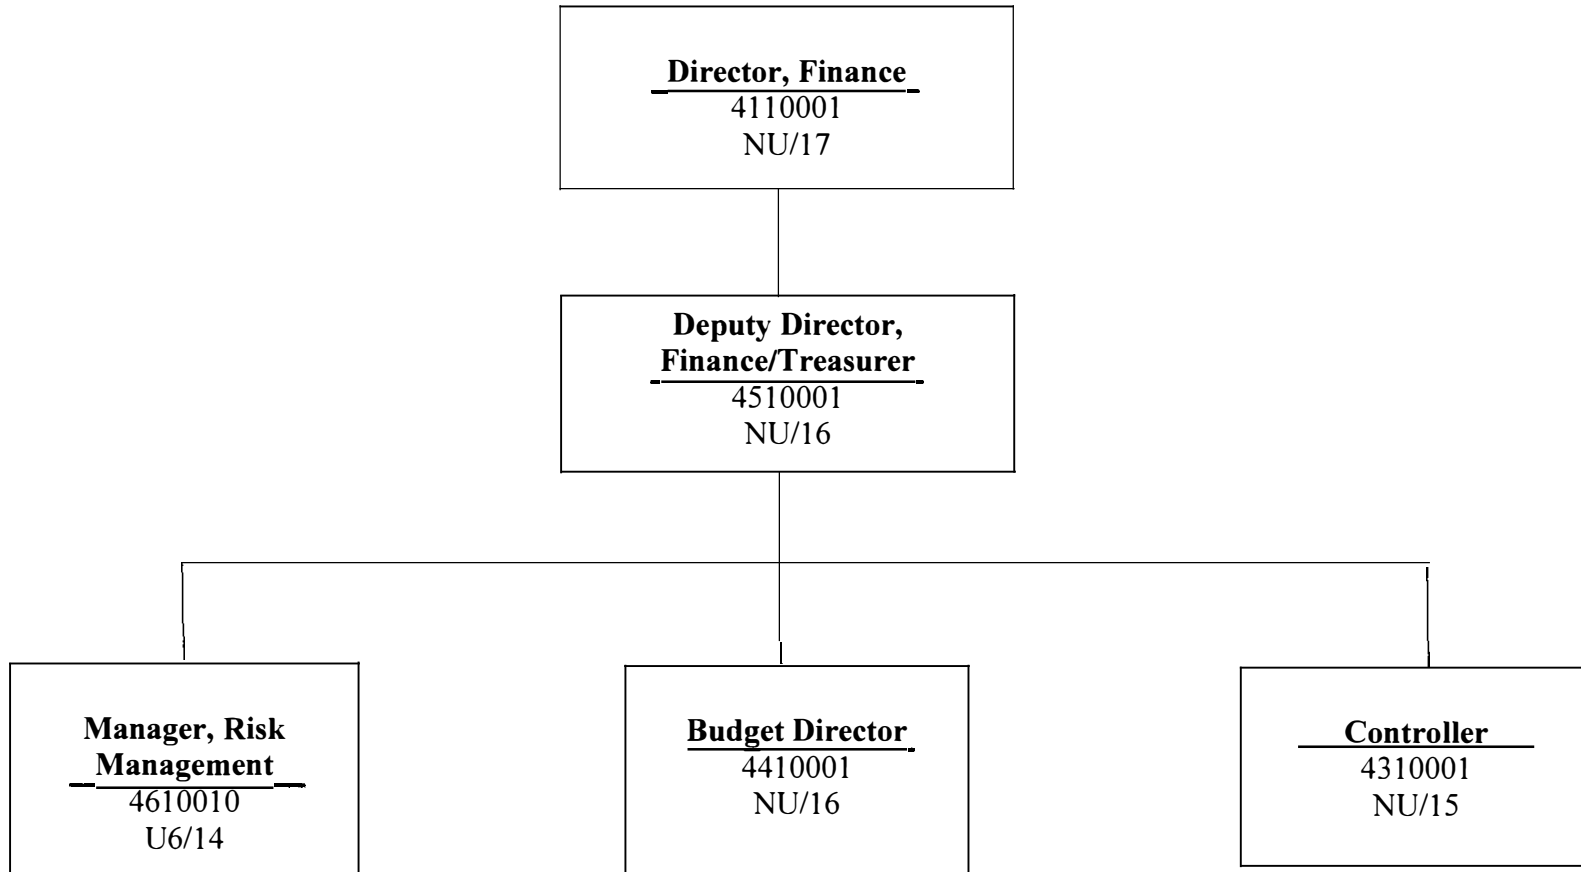 Director, Finance
4110001
NU/17
Deputy Director,
Finance/Treasurer
4510001
NU/16
Manager, Risk
Management
4610010
U6/14
Budget Director
4410001
NU/16
Controller
4310001
NU/15